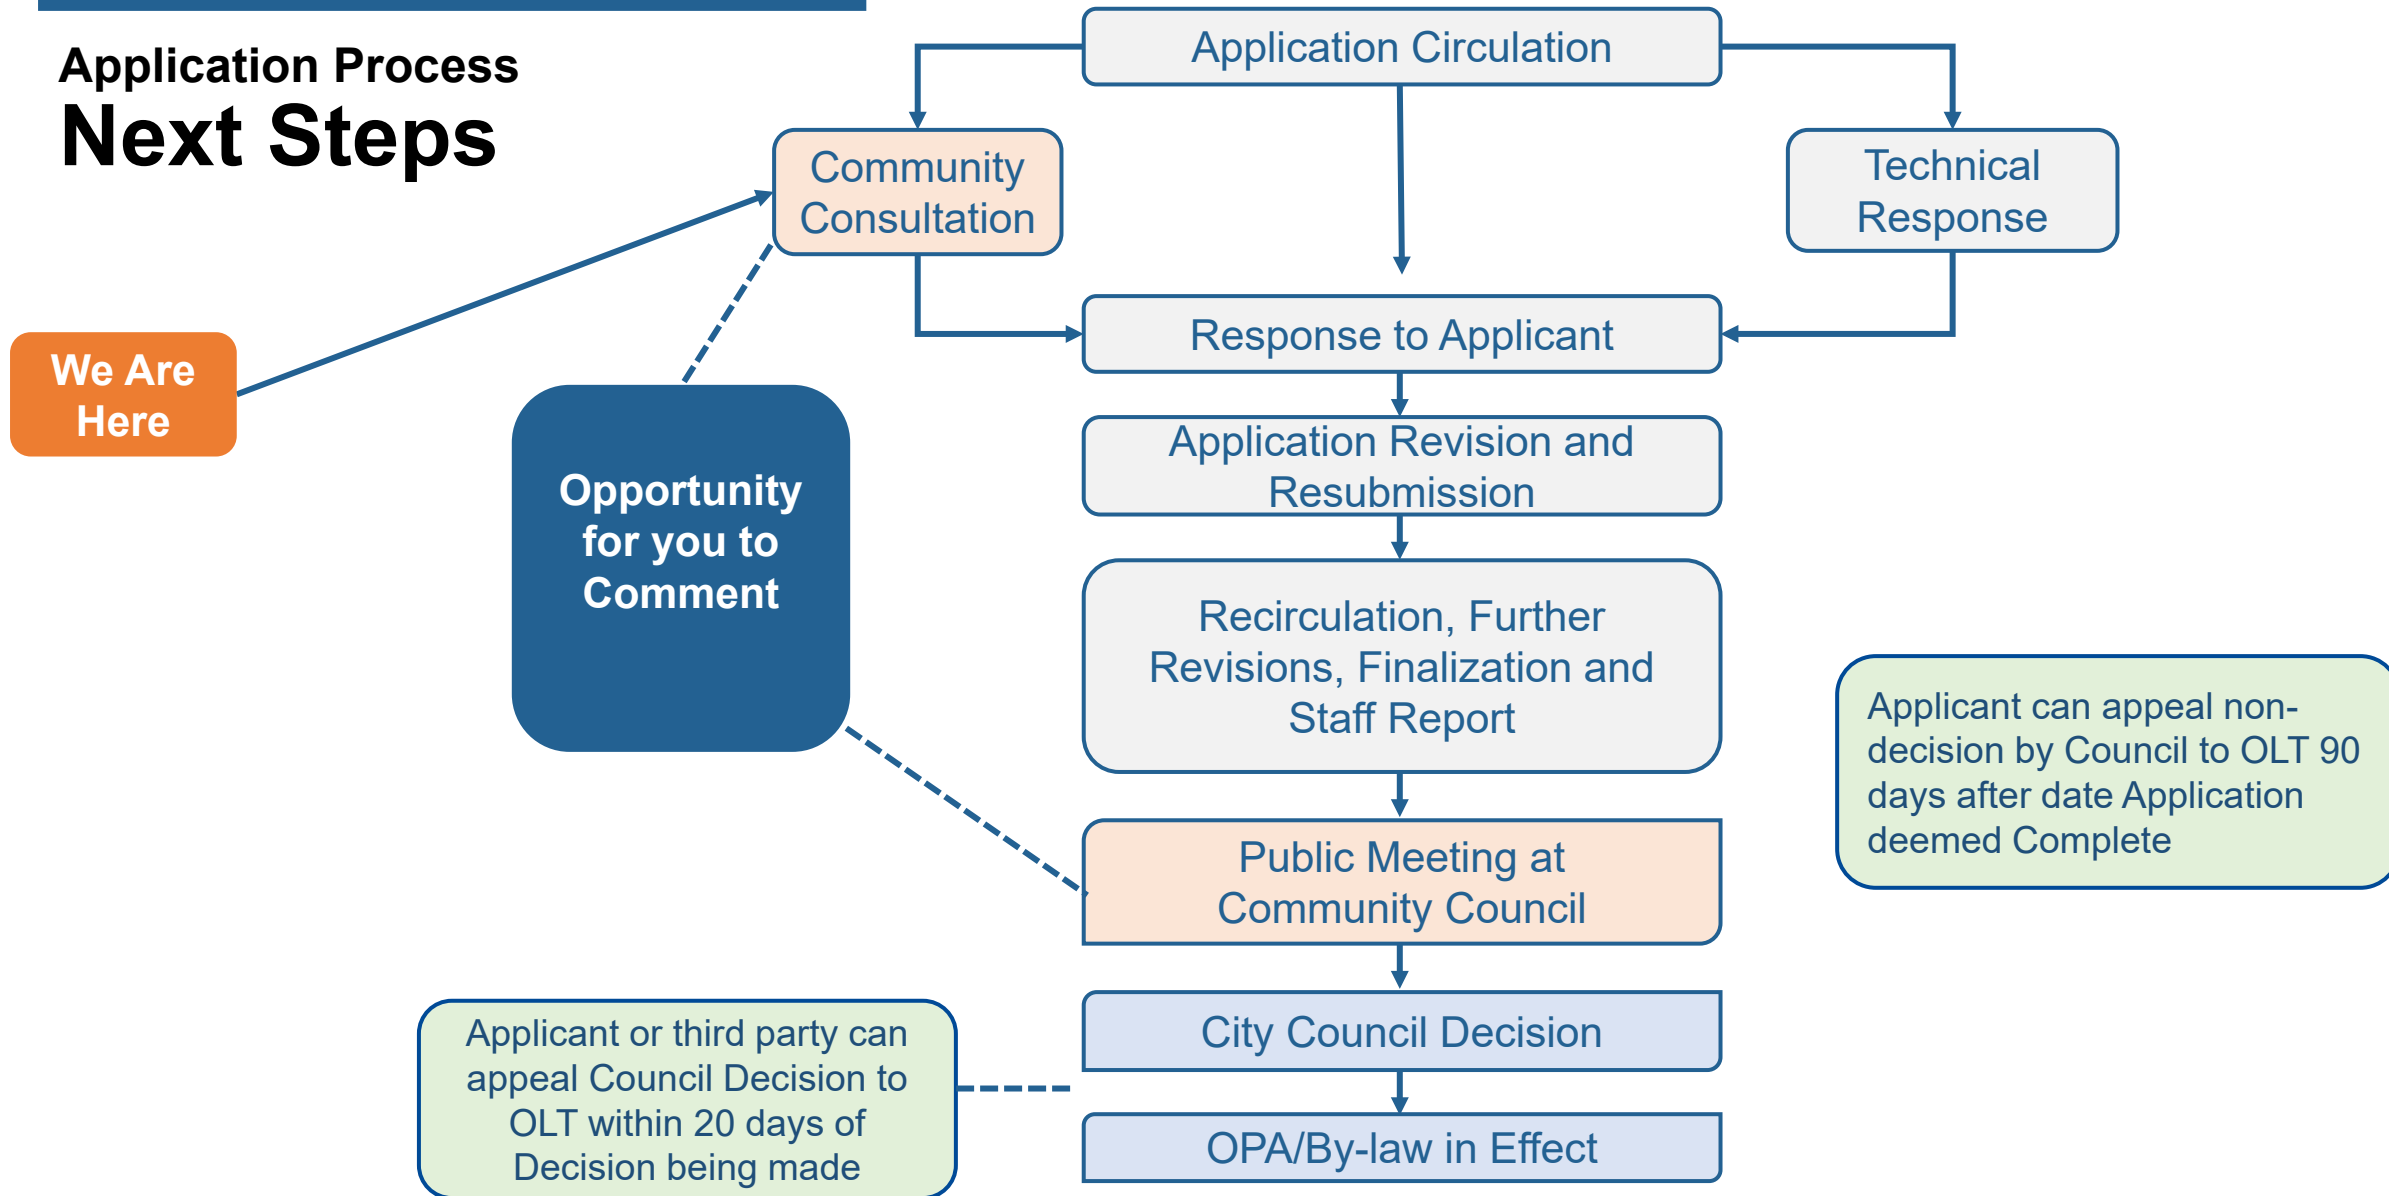 Application Process
Next Steps
Application Circulation
Community
Consultation
Technical
Response
We Are
Here
Response to Applicant
Opportunity
for you to
Comment
Application Revision and
Resubmission
Recirculation, Further
Revisions, Finalization and
Staff Report
Applicant can appeal non-
decision by Council to OLT 90
days after date Application
deemed Complete
Public Meeting at
Community Council
City Council Decision
Applicant or third party can
appeal Council Decision to
OLT within 20 days of
Decision being made
OPA/By-law in Effect